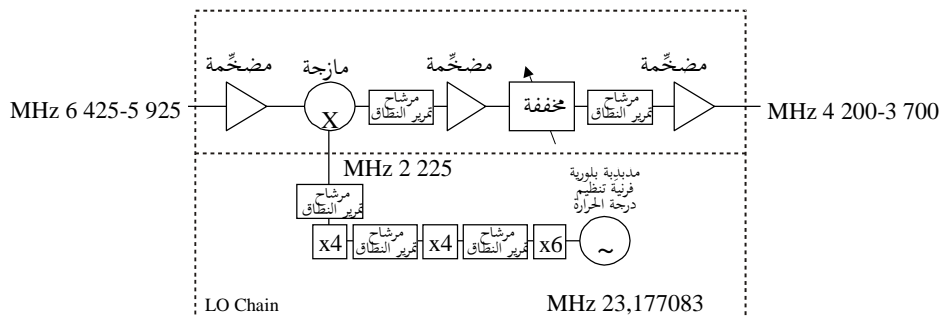 مضخِّمة
مازجة
مضخِّمة
مضخِّمة
MHz 6 425-5 925
X
مرشاح
تمرير النطاق
مخففة
مرشاح
تمرير النطاق
MHz 4 200-3 700
MHz 2 225
مرشاح
تمرير النطاق
x4
مرشاح
تمرير النطاق
x4
مرشاح
تمرير النطاق
x6
مذبذبة بلورية
فرنية تنظيم
درجة الحرارة
~
LO Chain
MHz 23,177083